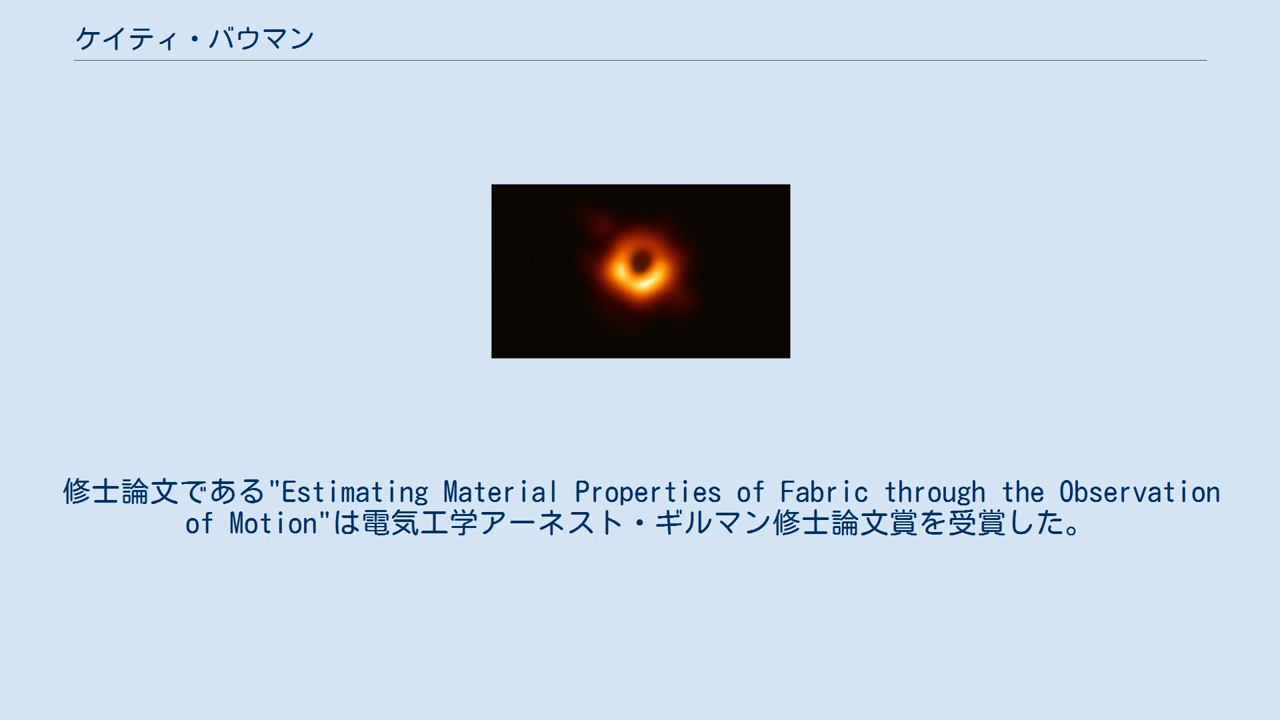 ケイティ・バウマン
修士論文である"Estimating Material Properties of Fabric through the Observation
of Motion"は電気工学アーネスト・ギルマン修士論文賞を受賞した。